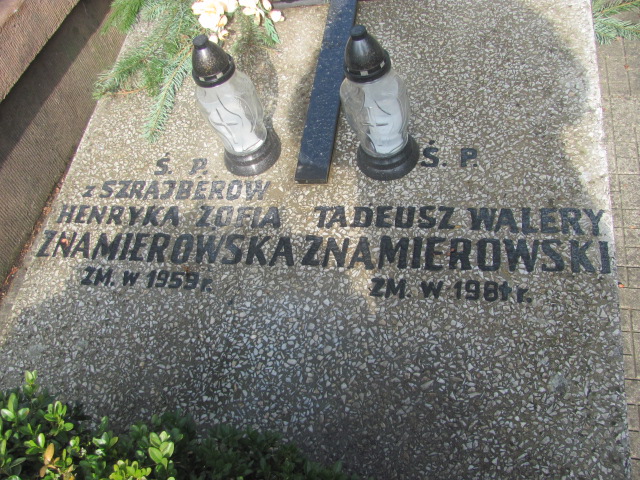 Ś. P.
z SZRAJBERÓW
HENRYKA ZOFIA
ZNAMIEROWSKA
ZM. W 1959 r.
Ś. P.
TADEUSZ WALERY
ZNAMIEROWSKI
ZM. W 1981 r.